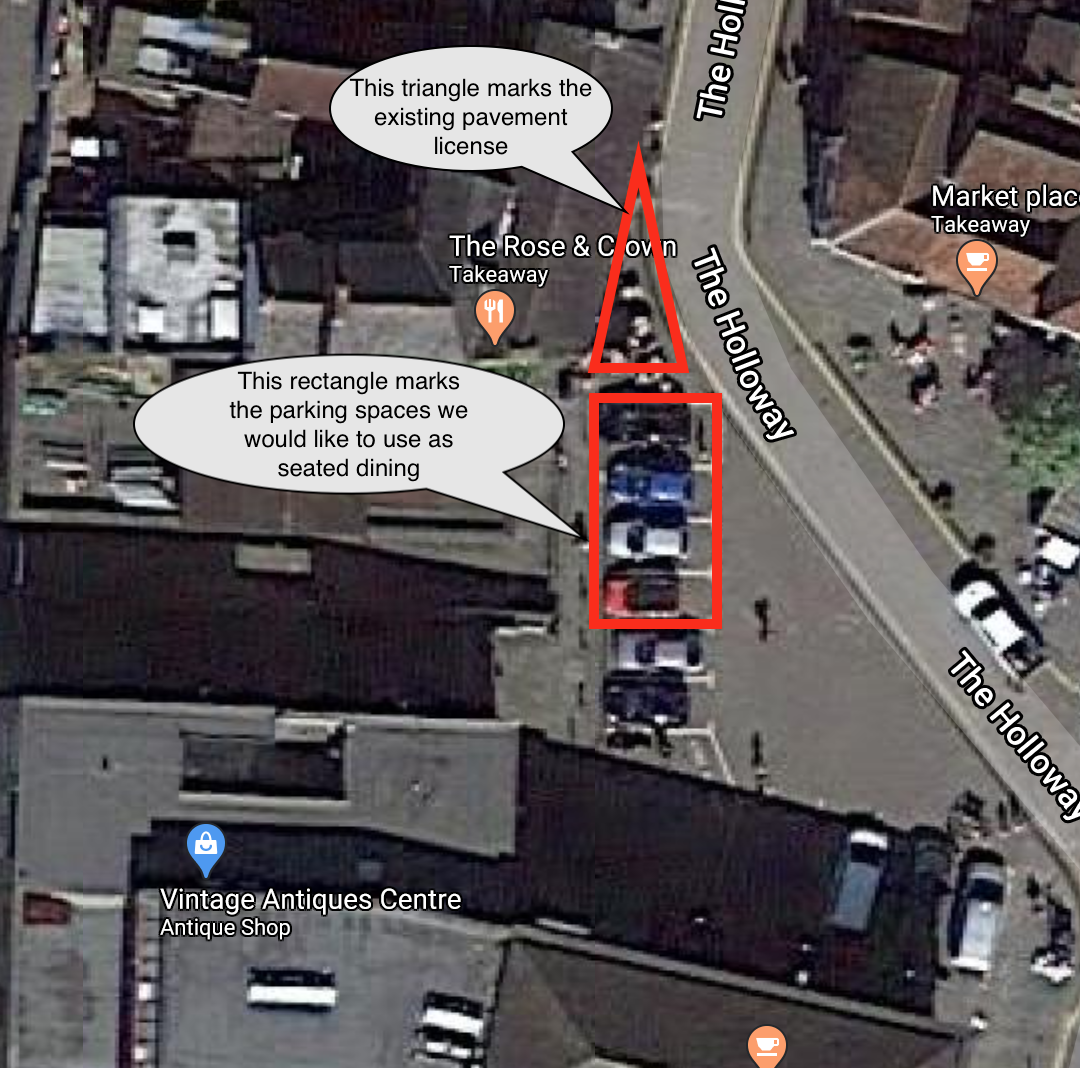 The Holl
This triangle marks the
existing pavement
license
Market plac
Takeaway
The Rose & Crown
Takeaway
The Holloway
This rectangle marks
the parking spaces we
would like to use as
seated dining
The Holloway
Vintage Antiques Centre
Antique Shop